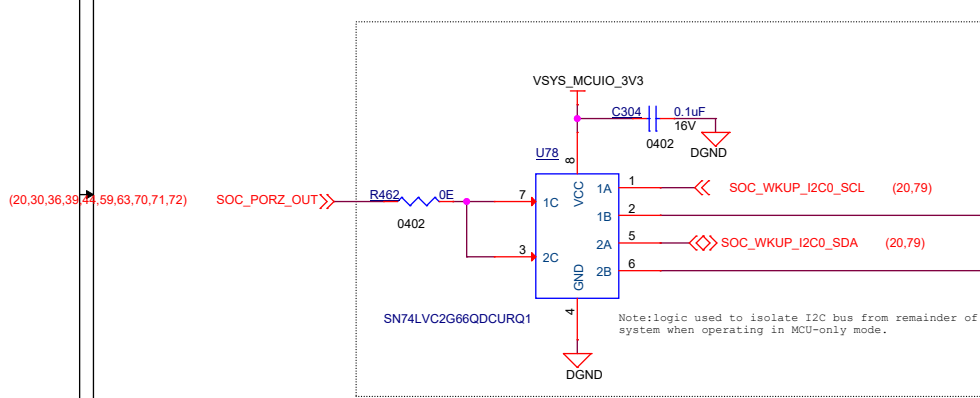 VSYS_MCUIO_3V3
C304 0.1uF
16V
0402
DGND
U78
8
VCC
(20,30,36,39,44,59,63,70,71,72) SOC_PORZ_OUT R462 0E
0402
7 1C 1A 1 SOC_WKUP_I2C0_SCL (20,79)
1B 2
3 2C 2A 5 SOC_WKUP_I2C0_SDA (20,79)
2B 6
GND
4
SN74LVC2G66QDCURQ1
Note:logic used to isolate I2C bus from remainder of
system when operating in MCU-only mode.
DGND